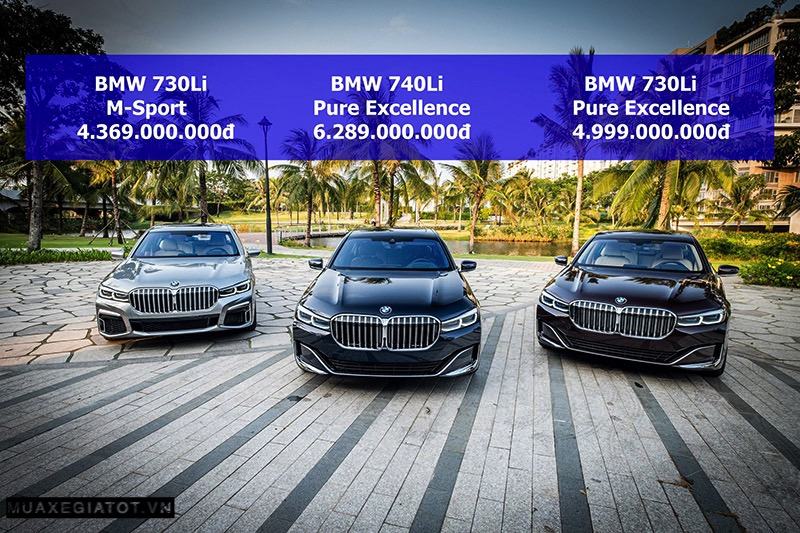 BMW 730Li
M-Sport
4.369.000.000đ
BMW 740Li
Pure Excellence
6.289.000.000đ
BMW 730Li
Pure Excellence
4.999.000.000đ
MUAXEGIATOT.VN